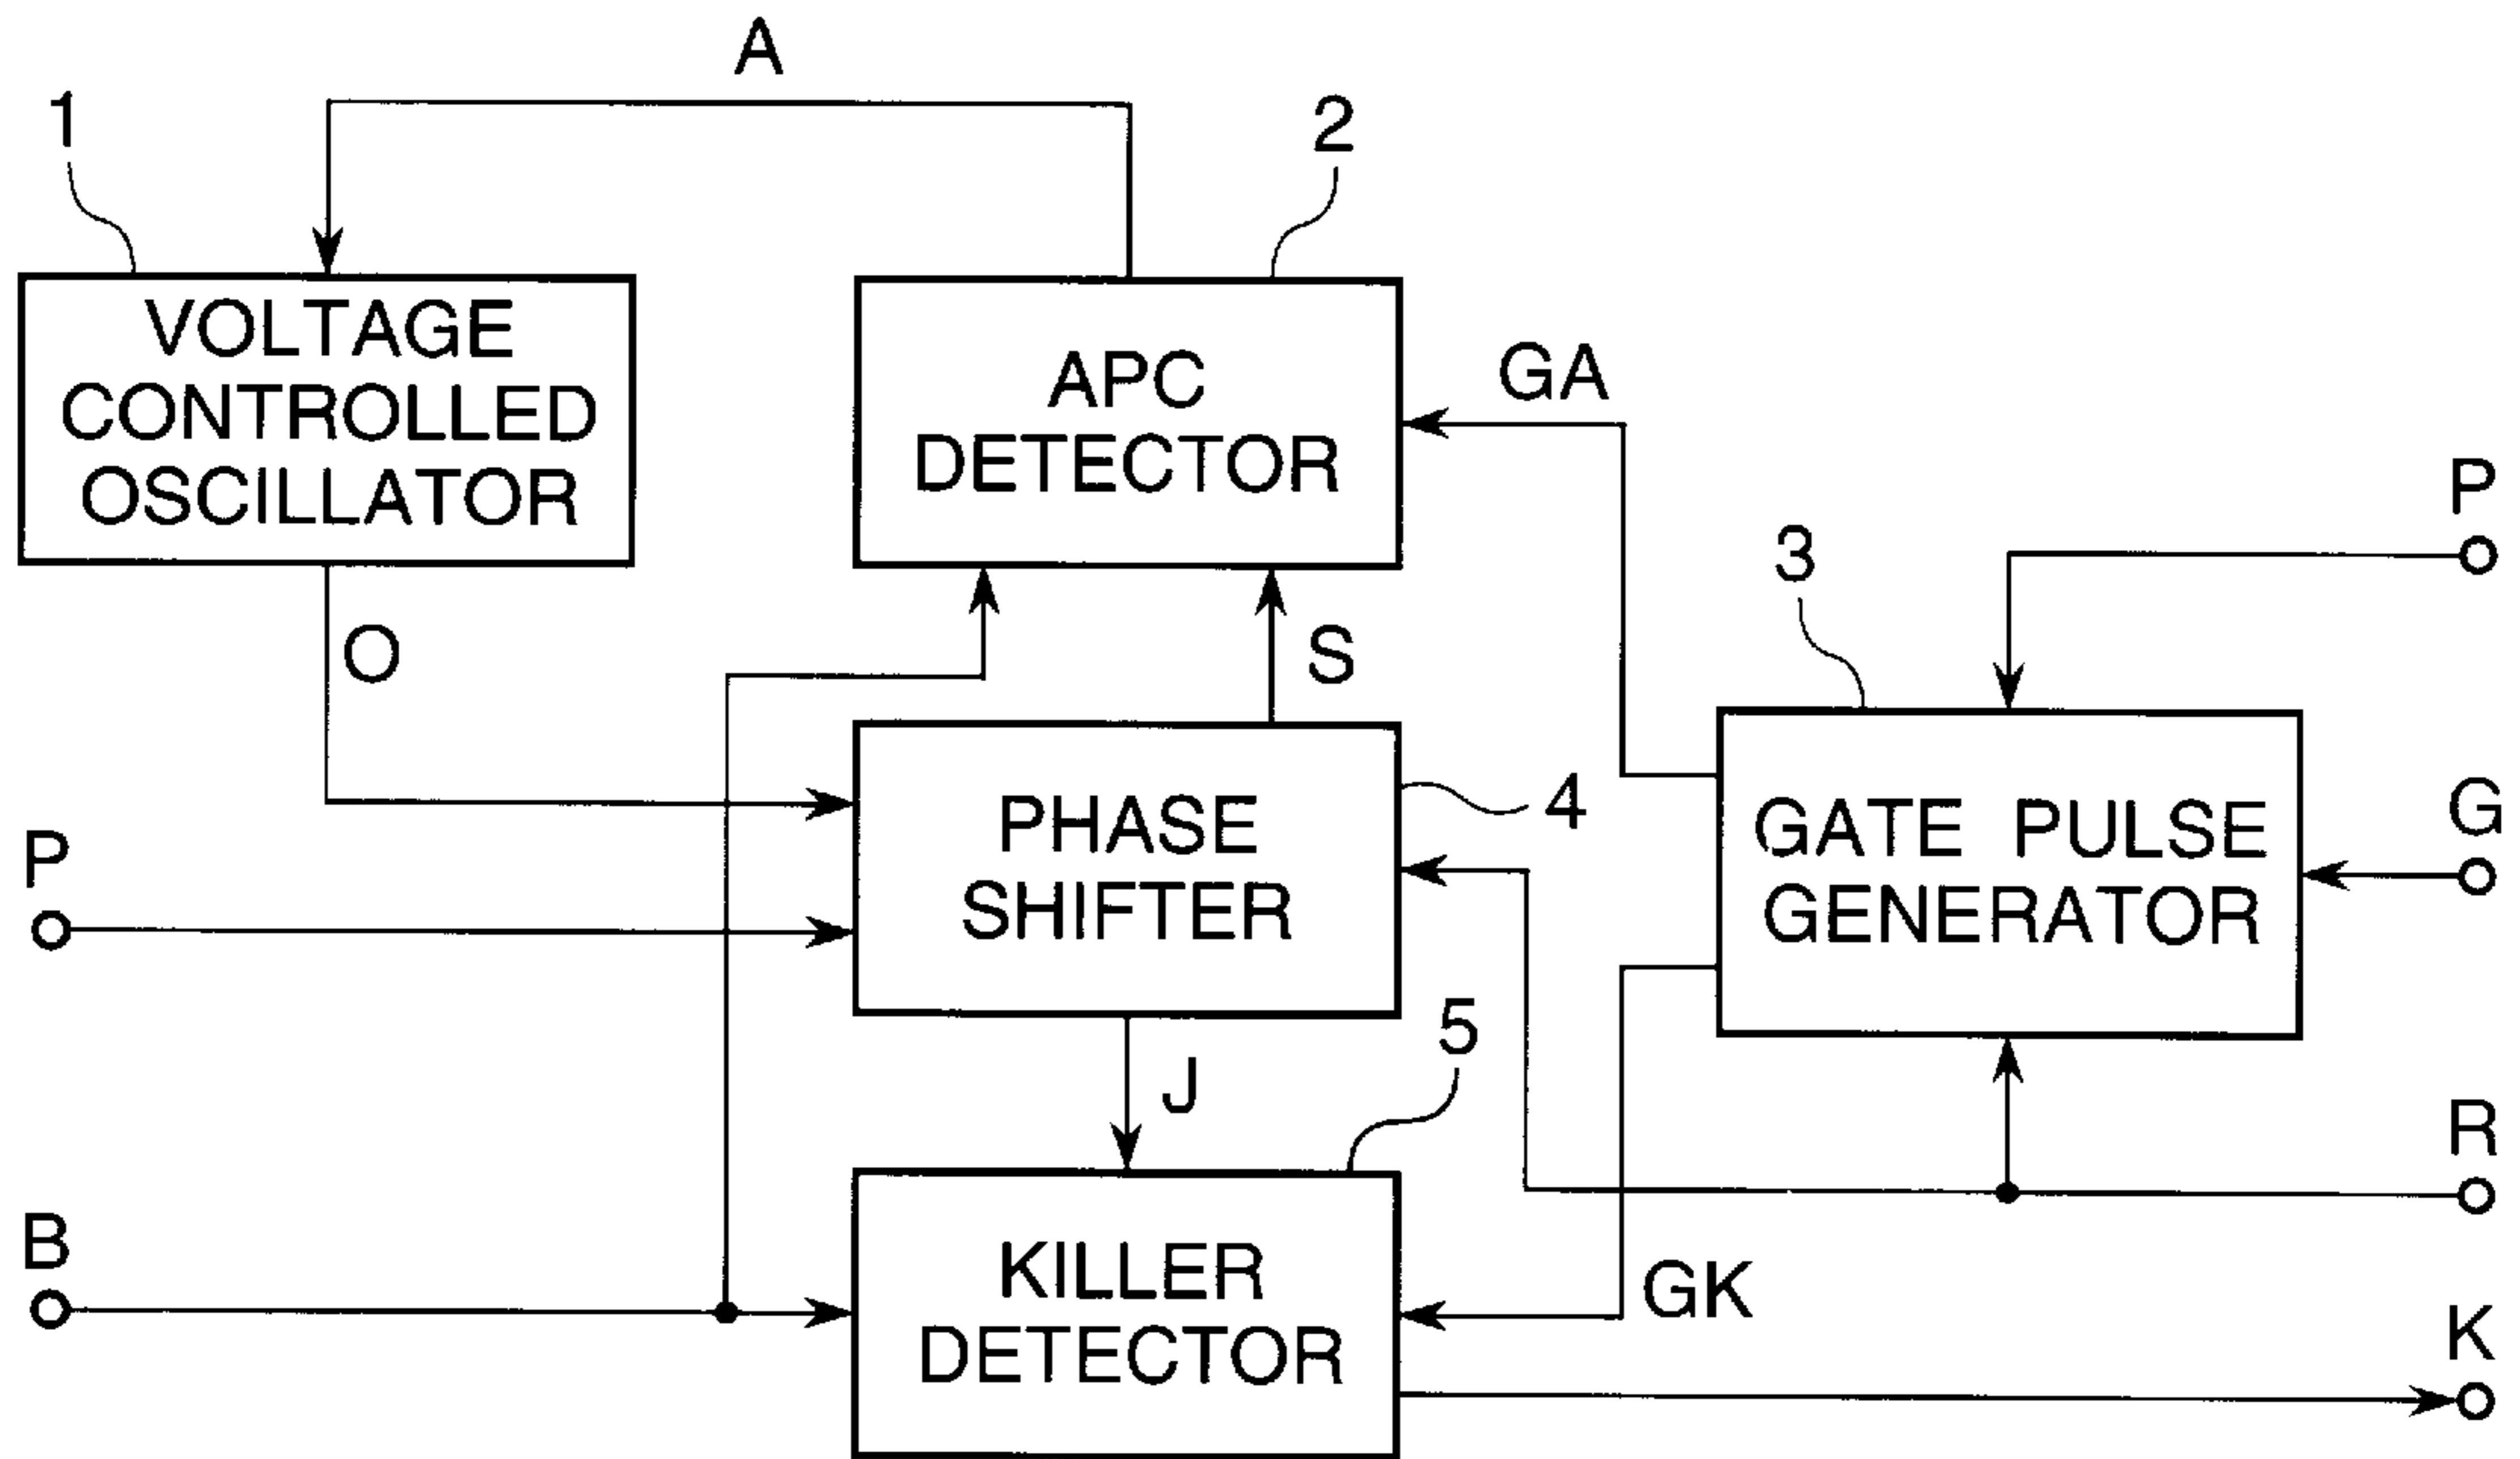 A
1
2
VOLTAGE
CONTROLLED
OSCILLATOR
APC
DETECTOR
GA
P
3
O
S
P
PHASE
SHIFTER
4
GATE PULSE
GENERATOR
G
5
J
R
B
KILLER
DETECTOR
GK
K